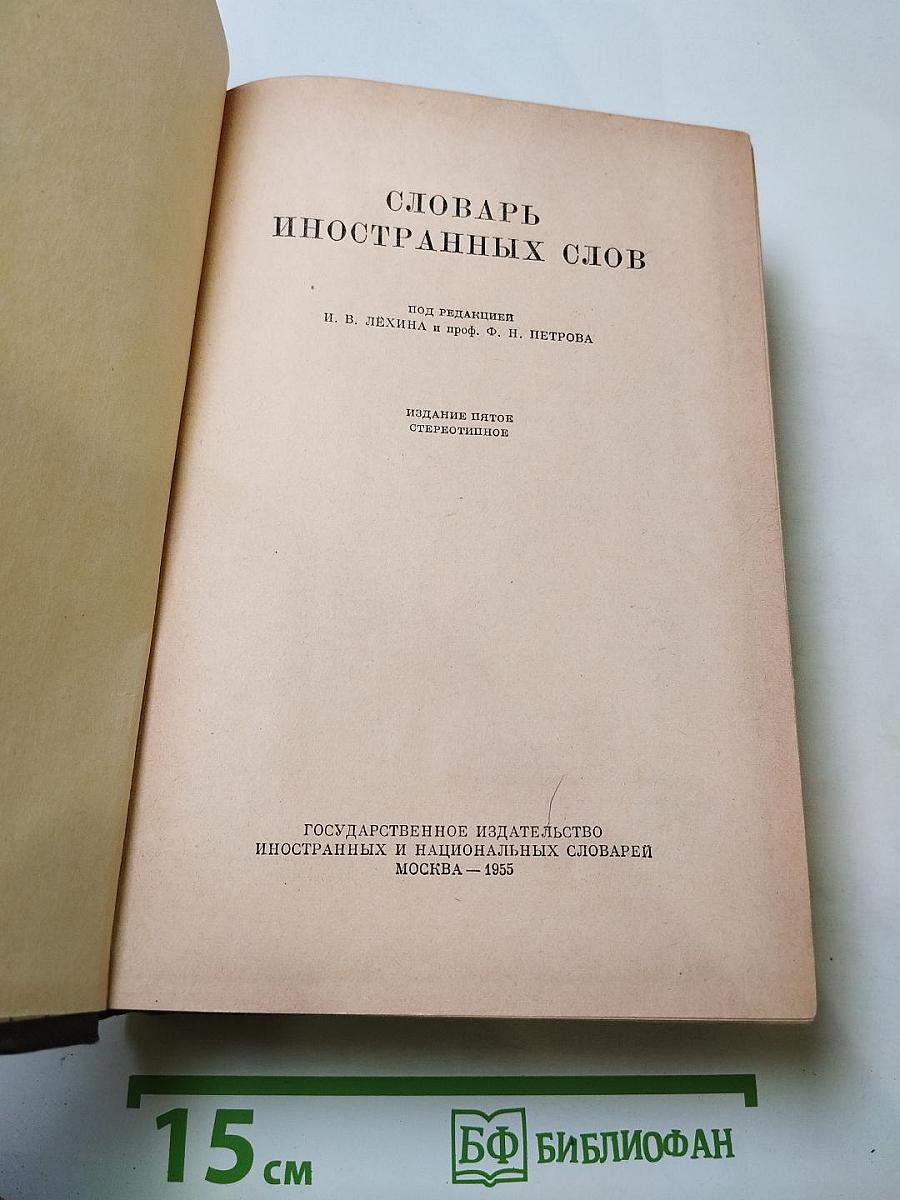 СЛОВАРЬ
ИНОСТРАННЫХ СЛОВ
ПОД РЕДАКЦИЕЙ
И. В. ЛЁХИНА и проф. Ф. Н. ПЕТРОВА
ИЗДАНИЕ ПЯТОЕ
СТЕРЕОТИПНОЕ
ГОСУДАРСТВЕННОЕ ИЗДАТЕЛЬСТВО
ИНОСТРАННЫХ И НАЦИОНАЛЬНЫХ СЛОВАРЕЙ
МОСКВА — 1955
15 см
БФ БИБЛИОФАН